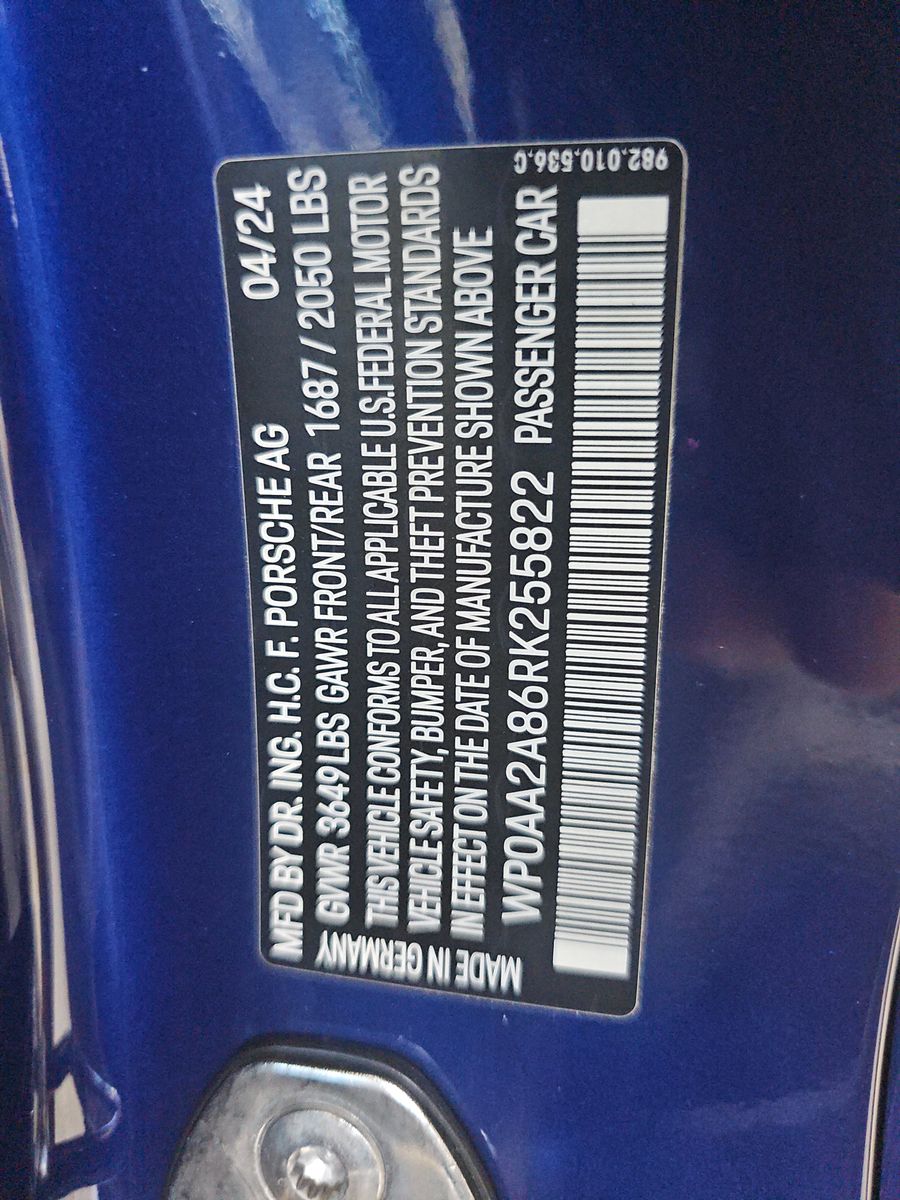 MFD BY DR. ING. H.C. F. PORSCHE AG 04/24
GVWR 3649 LBS GAWR FRONT/REAR 1687 / 2050 LBS
THIS VEHICLE CONFORMS TO ALL APPLICABLE U.S.FEDERAL MOTOR
VEHICLE SAFETY, BUMPER, AND THEFT PREVENTION STANDARDS
IN EFFECT ON THE DATE OF MANUFACTURE SHOWN ABOVE
WP0AA2A86RK255822 PASSENGER CAR
MADE IN GERMANY
982.010.536.C